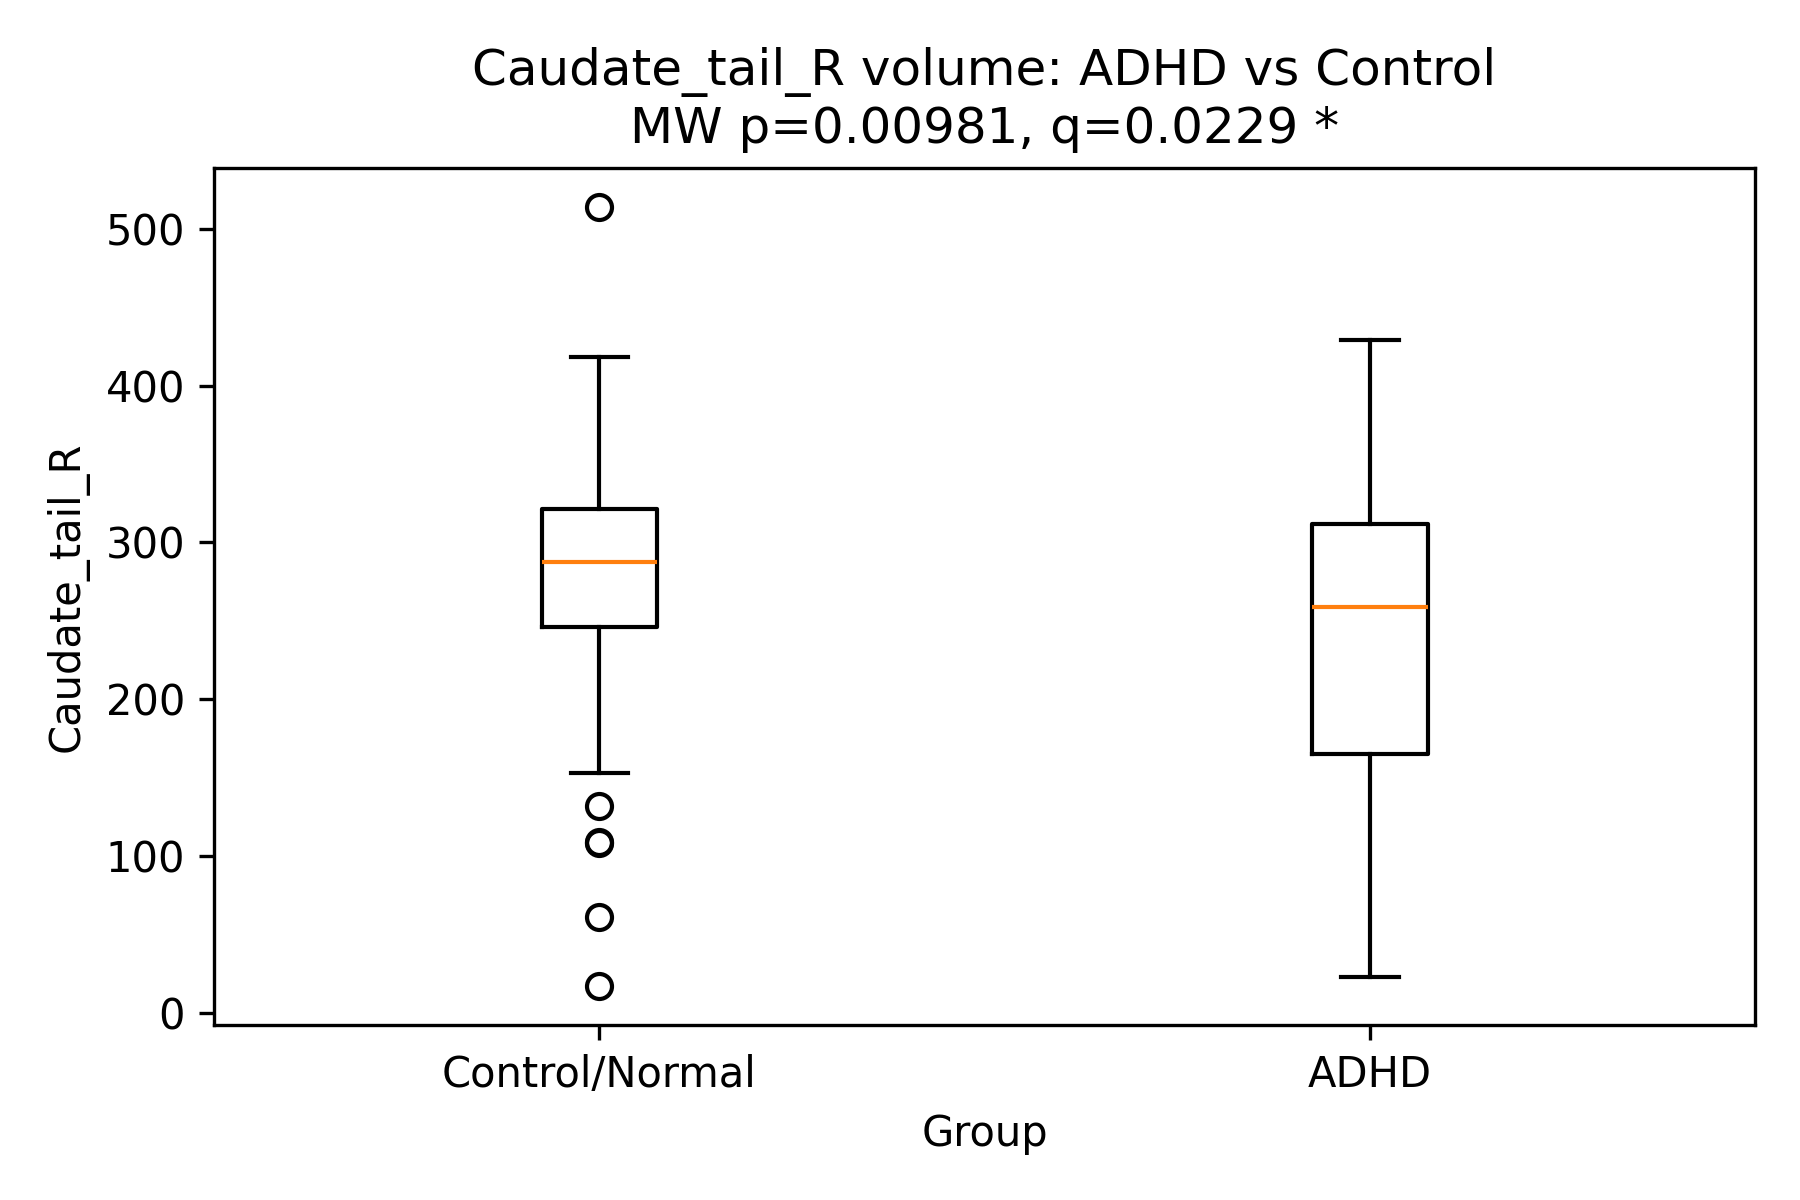 Caudate_tail_R volume: ADHD vs Control
MW p=0.00981, q=0.0229 *
Caudate_tail_R
500
400
300
200
100
0
Control/Normal
ADHD
Group